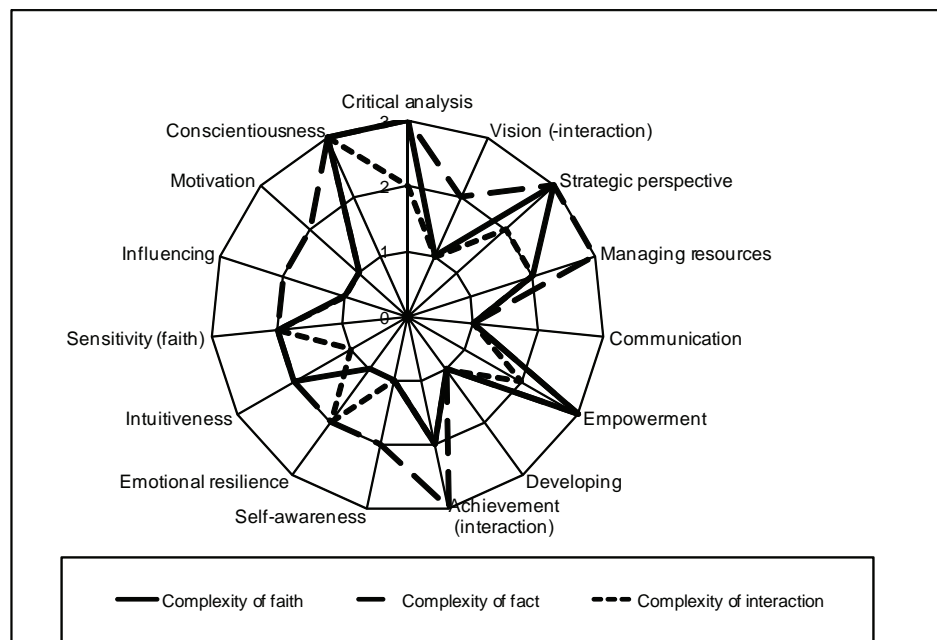 Critical analysis
3
Conscientiousness
Vision (-interaction)
Motivation
Strategic perspective
2
Influencing
Managing resources
1
0
Sensitivity (faith)
Communication
Intuitiveness
Empowerment
Emotional resilience
Developing
Self-awareness
Achievement
(interaction)
Complexity of faith
Complexity of fact
Complexity of interaction